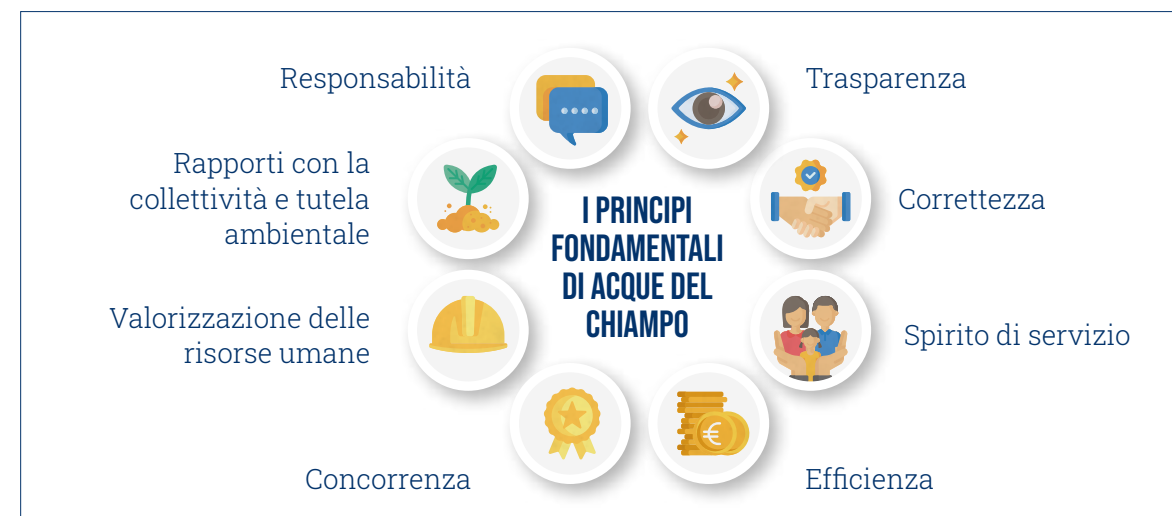 Responsabilità
Trasparenza
Rapporti con la
collettività e tutela
ambientale
Correttezza
I PRINCIPI
FONDAMENTALI
DI ACQUE DEL
CHIAMPO
Valorizzazione delle
risorse umane
Spirito di servizio
Concorrenza
Efficienza
€